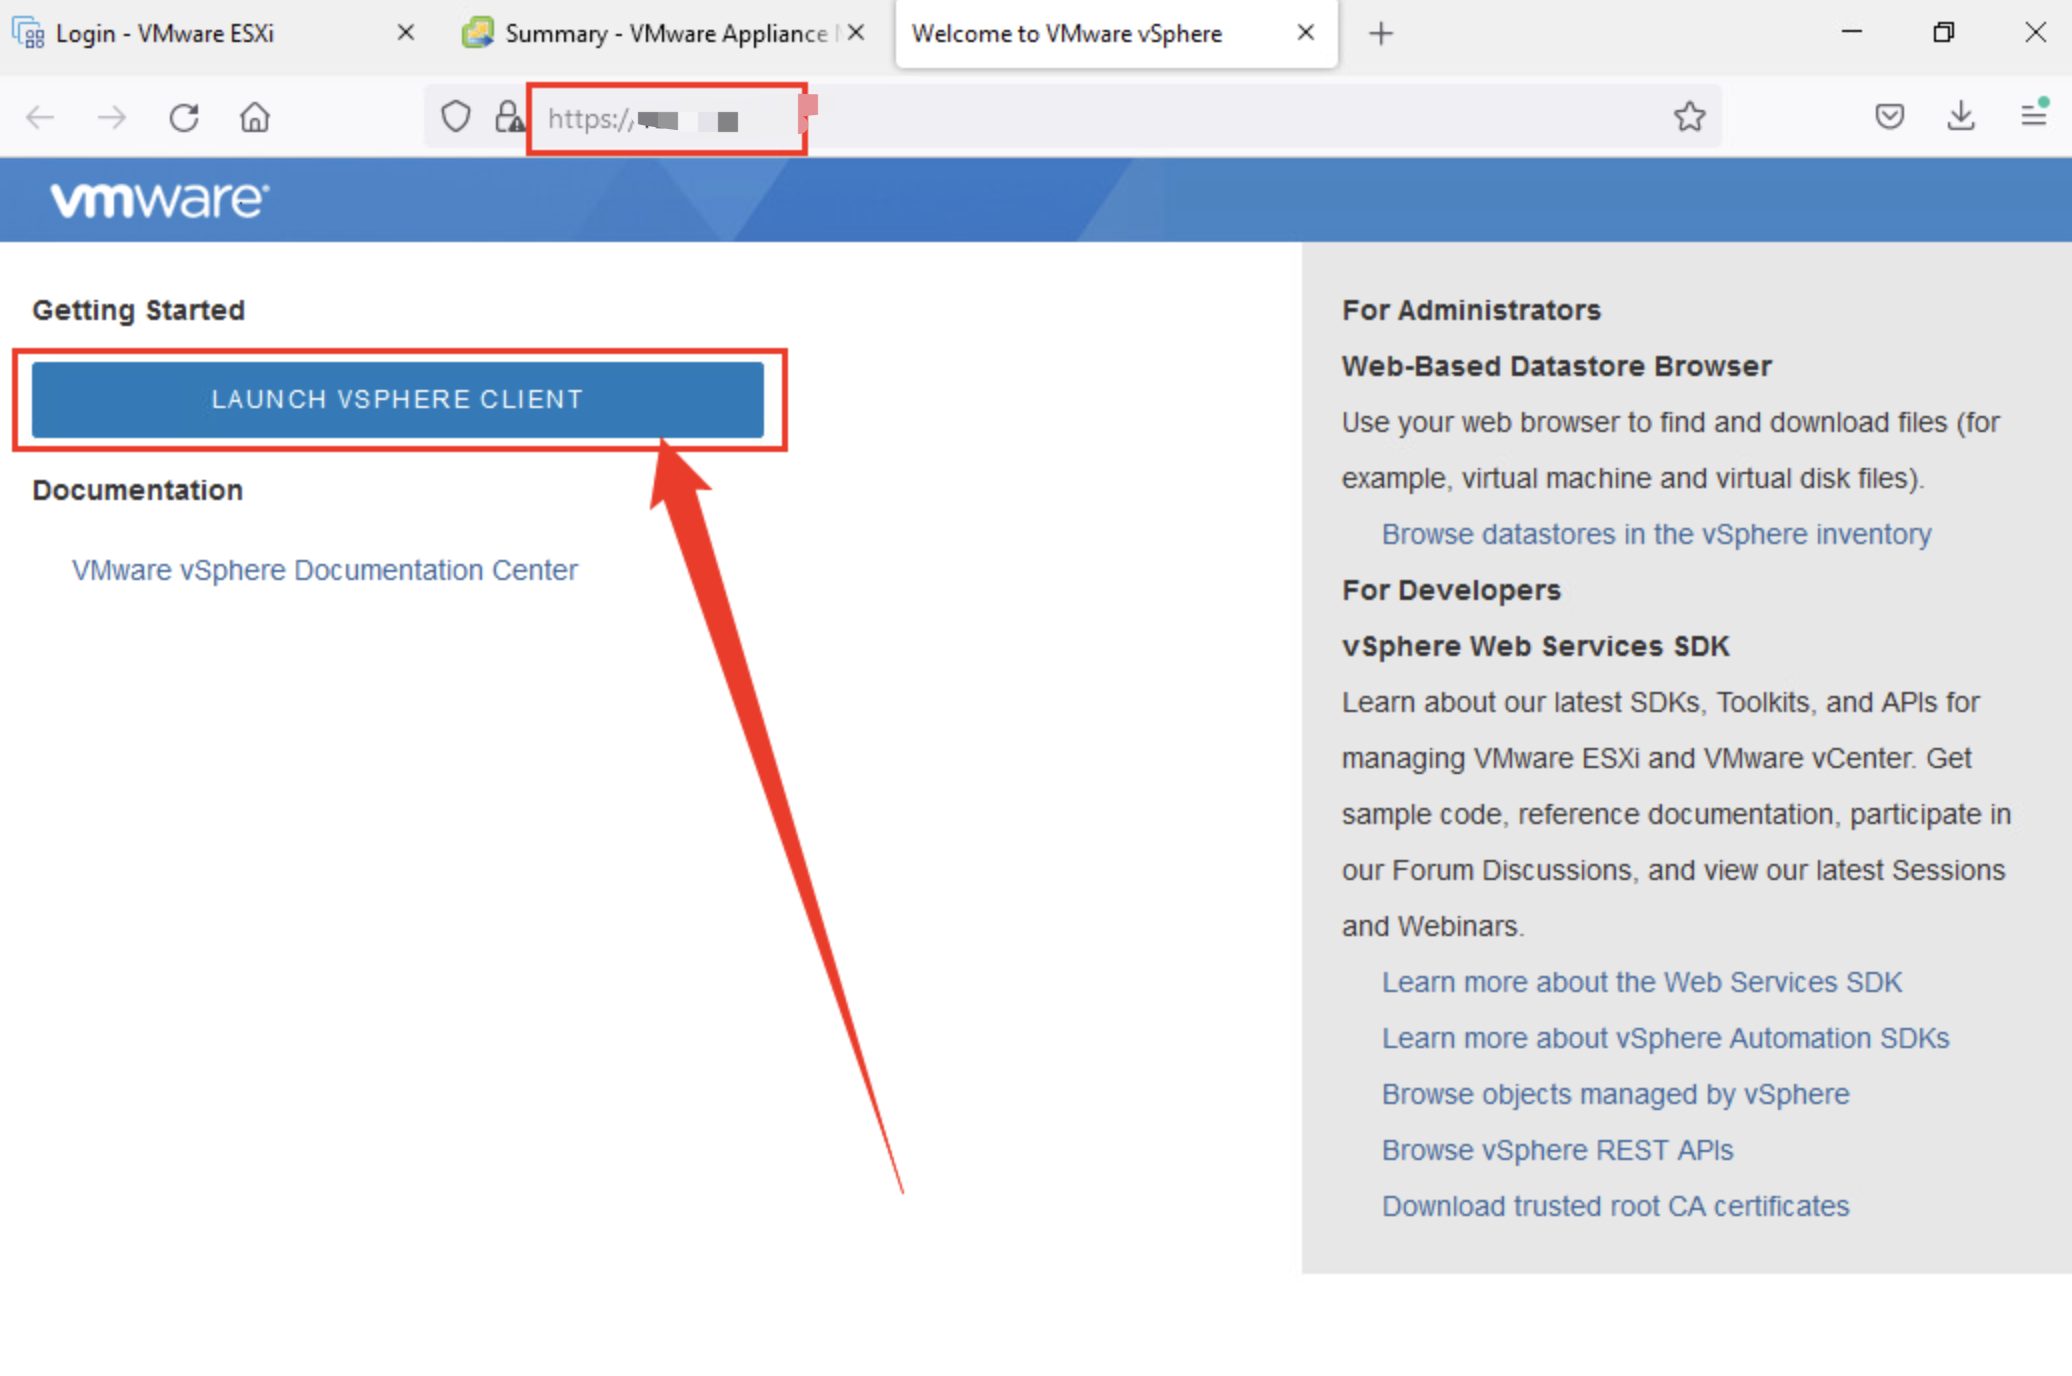 Login - VMware ESXi
Summary - VMware Appliance
Welcome to VMware vSphere
https://
vmware
Getting Started
LAUNCH VSPHERE CLIENT
Documentation
VMware vSphere Documentation Center
For Administrators
Web-Based Datastore Browser
Use your web browser to find and download files (for
example, virtual machine and virtual disk files).
Browse datastores in the vSphere inventory
For Developers
vSphere Web Services SDK
Learn about our latest SDKs, Toolkits, and APIs for
managing VMware ESXi and VMware vCenter. Get
sample code, reference documentation, participate in
our Forum Discussions, and view our latest Sessions
and Webinars.
Learn more about the Web Services SDK
Learn more about vSphere Automation SDKs
Browse objects managed by vSphere
Browse vSphere REST APIs
Download trusted root CA certificates